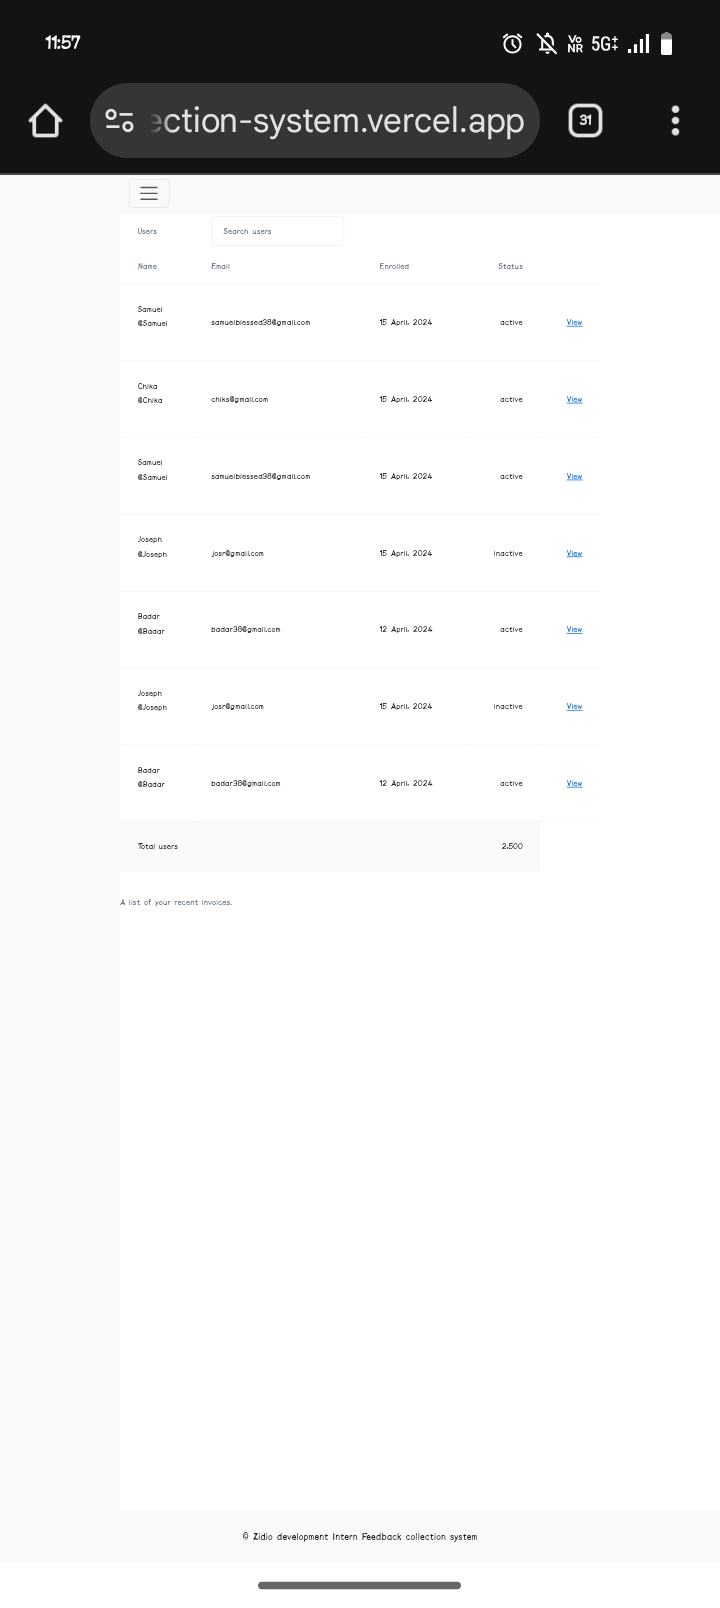 11:57
Vo NR 5G+
ction-system.vercel.app
31
Users Search users
Name Email Enrolled Status
Samuel
@Samuel samuelblessed38@gmail.com 15 April, 2024 active View
Chika
@Chika chiks@gmail.com 15 April, 2024 active View
Samuel
@Samuel samuelblessed38@gmail.com 15 April, 2024 active View
Joseph
@Joseph josr@gmail.com 15 April, 2024 inactive View
Badar
@Badar badar38@gmail.com 12 April, 2024 active View
Joseph
@Joseph josr@gmail.com 15 April, 2024 inactive View
Badar
@Badar badar38@gmail.com 12 April, 2024 active View
Total users 2,500
A list of your recent invoices.
© Zidio development Intern Feedback collection system